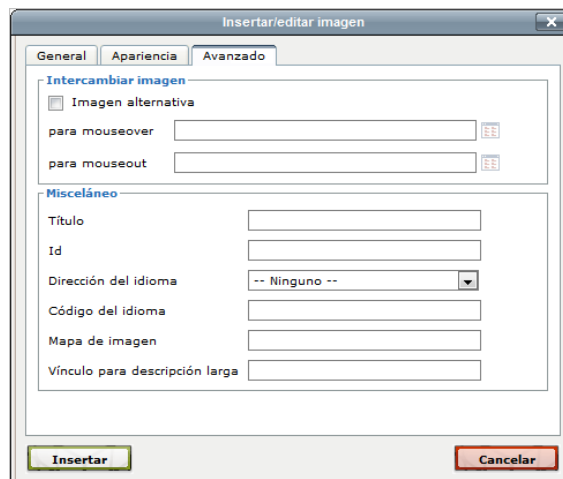 Insertar/editar imagen
General Apariencia Avanzado
Intercambiar imagen
Imagen alternativa
para mouseover
para mouseout
Misceláneo
Título
Id
Dirección del idioma -- Ninguno --
Código del idioma
Mapa de imagen
Vínculo para descripción larga
Insertar Cancelar